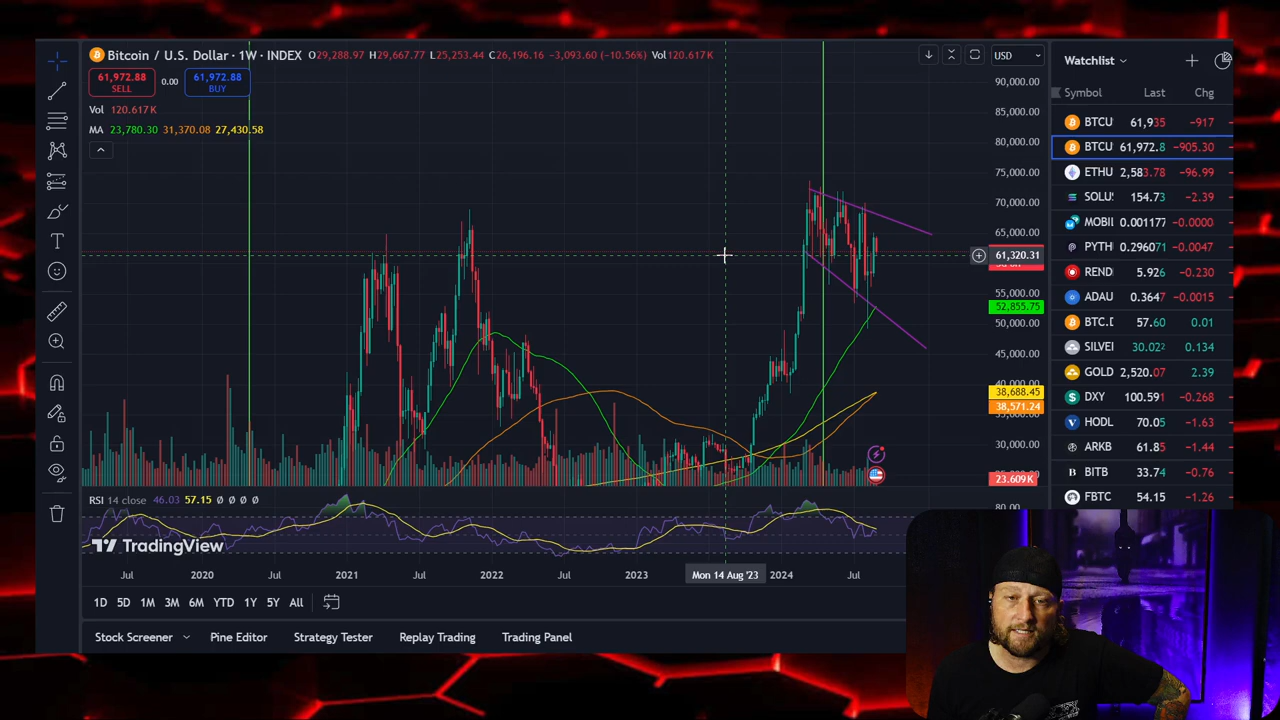 Bitcoin / U.S. Dollar · 1W · INDEX O29,288.97 H29,667.77 L25,253.44 C26,196.16 −3,093.60 (−10.56%) Vol120.617K
61,972.88 SELL 0.00 61,972.88 BUY
Vol 120.617K
MA 23,780.30 31,370.08 27,430.58
USD
90,000.00
85,000.00
80,000.00
75,000.00
70,000.00
65,000.00
61,320.31
55,000.00
52,855.75
50,000.00
45,000.00
40,000.00
38,688.45
38,571.24
35,000.00
30,000.00
23.609K
RSI 14 close 46.03 57.15 Ø Ø Ø Ø
80.00
TradingView
Jul 2020 Jul 2021 Jul 2022 Jul 2023 Mon 14 Aug '23 2024 Jul
1D 5D 1M 3M 6M YTD 1Y 5Y All
Stock Screener Pine Editor Strategy Tester Replay Trading Trading Panel
Watchlist
Symbol Last Chg
BTCU 61,935 −917
BTCU 61,972.8 −905.30
ETHU 2,583.78 −96.99
SOLU 154.73 −2.39
MOBII 0.001177 −0.0000
PYTH 0.296071 −0.0047
REND 5.926 −0.230
ADAU 0.3647 −0.0015
BTC.D 57.60 0.01
SILVE 30.022 0.134
GOLD 2,520.07 2.39
DXY 100.591 −0.268
HODL 70.05 −1.63
ARKB 61.85 −1.44
BITB 33.74 −0.76
FBTC 54.15 −1.26